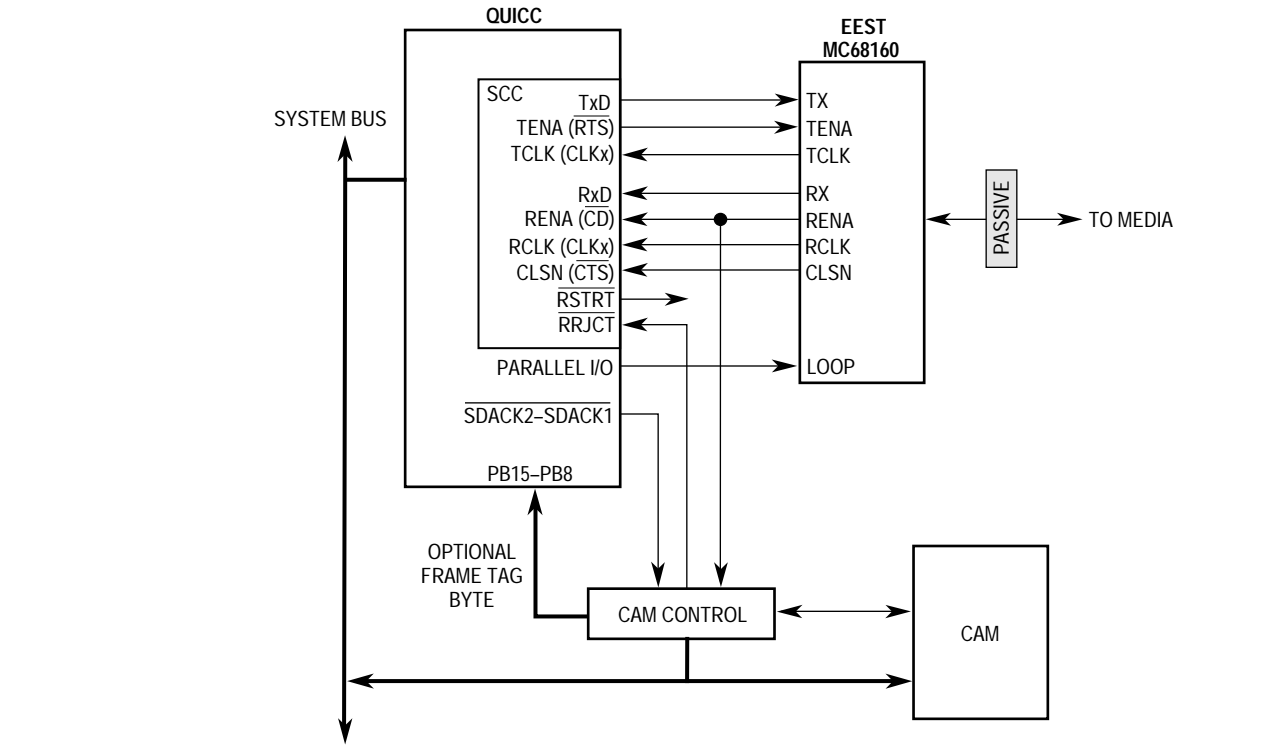 QUICC
EEST
MC68160
SYSTEM BUS
SCC
TxD
TENA (RTS)
TCLK (CLKx)
RxD
RENA (CD)
RCLK (CLKx)
CLSN (CTS)
RSTRT
RRJCT
PARALLEL I/O
SDACK2–SDACK1
PB15–PB8
TX
TENA
TCLK
RX
RENA
RCLK
CLSN
LOOP
PASSIVE
TO MEDIA
OPTIONAL
FRAME TAG
BYTE
CAM CONTROL
CAM